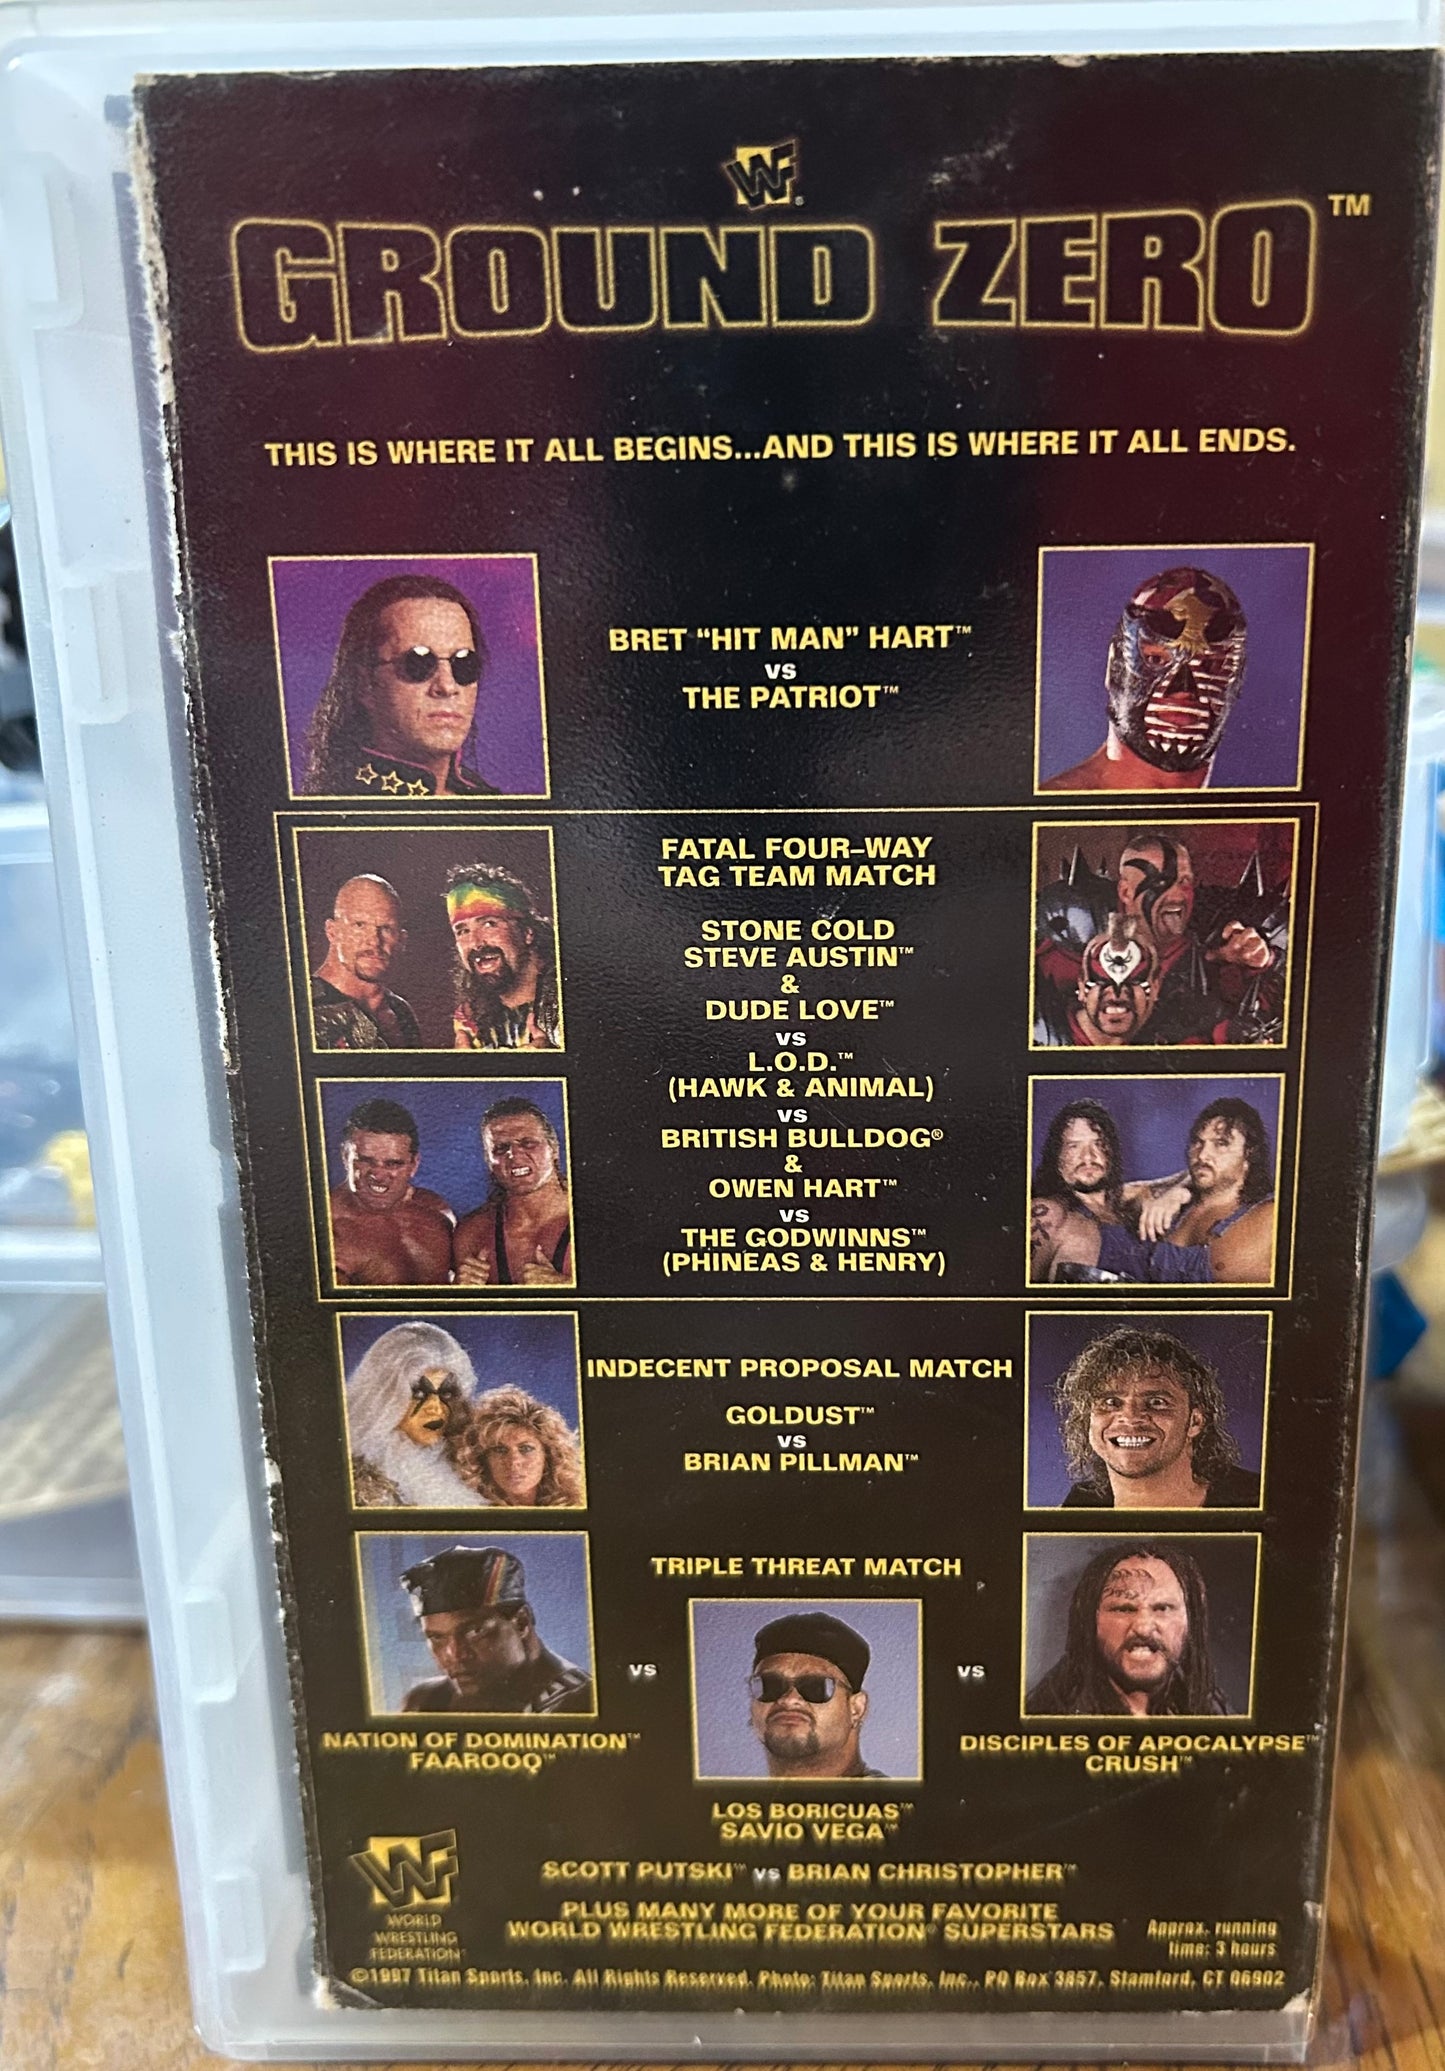 WF®
GROUND ZERO™
THIS IS WHERE IT ALL BEGINS...AND THIS IS WHERE IT ALL ENDS.
BRET “HIT MAN” HART™
VS
THE PATRIOT™
FATAL FOUR-WAY
TAG TEAM MATCH
STONE COLD
STEVE AUSTIN™
&
DUDE LOVE™
VS
L.O.D.™
(HAWK & ANIMAL)
VS
BRITISH BULLDOG®
&
OWEN HART™
VS
THE GODWINNS™
(PHINEAS & HENRY)
INDECENT PROPOSAL MATCH
GOLDUST™
VS
BRIAN PILLMAN™
TRIPLE THREAT MATCH
VS
VS
NATION OF DOMINATION™
FAAROOQ™
DISCIPLES OF APOCALYPSE™
CRUSH™
LOS BORICUAS™
SAVIO VEGA™
SCOTT PUTSKI™ VS BRIAN CHRISTOPHER™
PLUS MANY MORE OF YOUR FAVORITE
WORLD WRESTLING FEDERATION® SUPERSTARS
WF
WORLD
WRESTLING
FEDERATION®
Approx. running
time: 3 hours
©1997 Titan Sports, Inc. All Rights Reserved. Photo: Titan Sports, Inc., PO Box 3857, Stamford, CT 06902